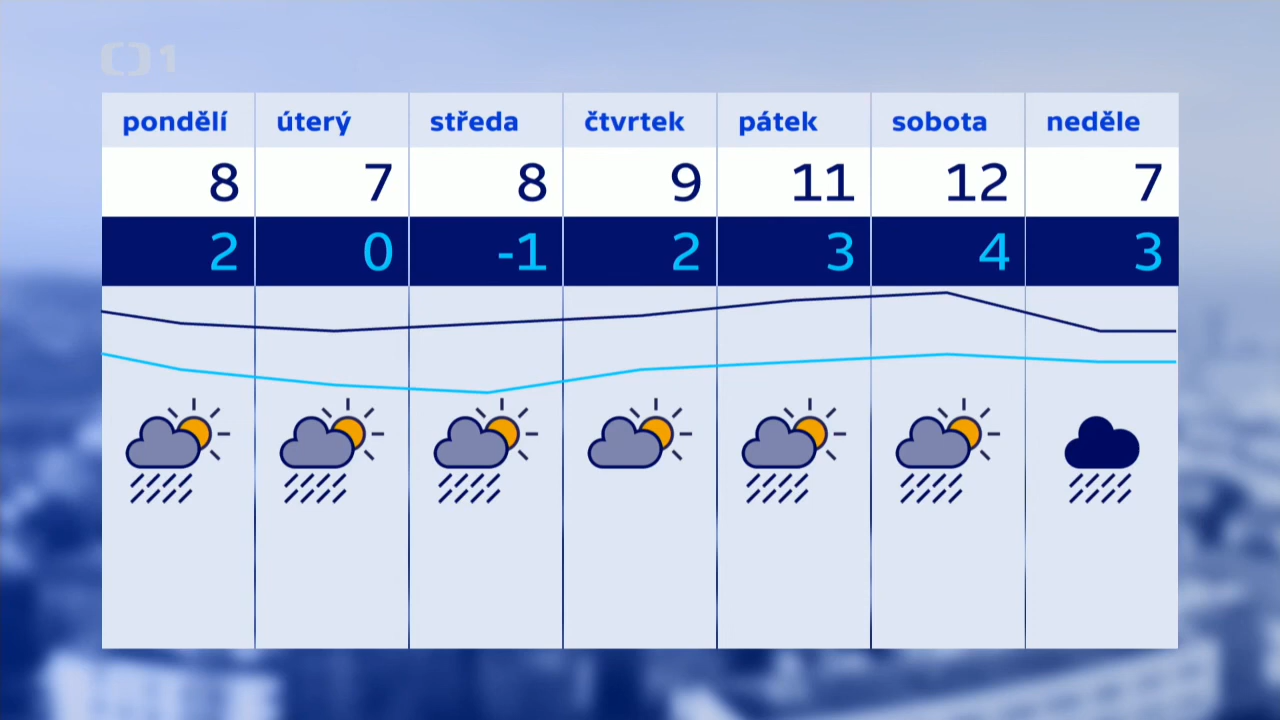 ČT1
pondělí úterý středa čtvrtek pátek sobota neděle
8 7 8 9 11 12 7
2 0 -1 2 3 4 3